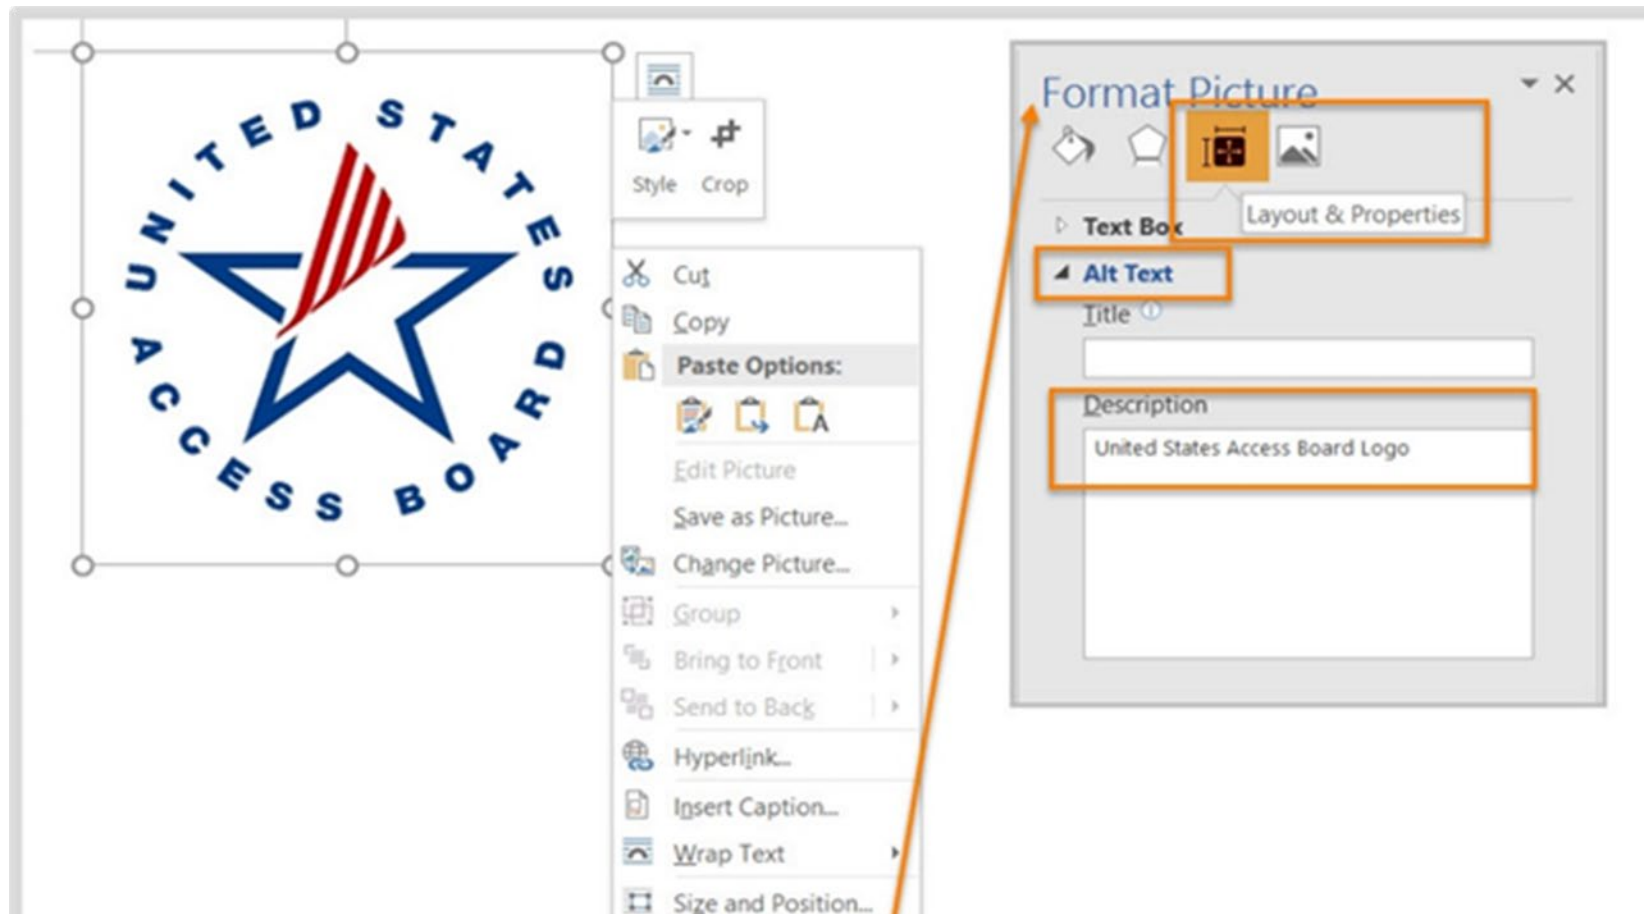 UNITED STATES
ACCESS BOARD
Style Crop
Cut
Copy
Paste Options:
A
Edit Picture
Save as Picture...
Change Picture...
Group
Bring to Front
Send to Back
Hyperlink...
Insert Caption...
Wrap Text
Size and Position...
Format Picture
Layout & Properties
Text Box
Alt Text
Title
Description
United States Access Board Logo